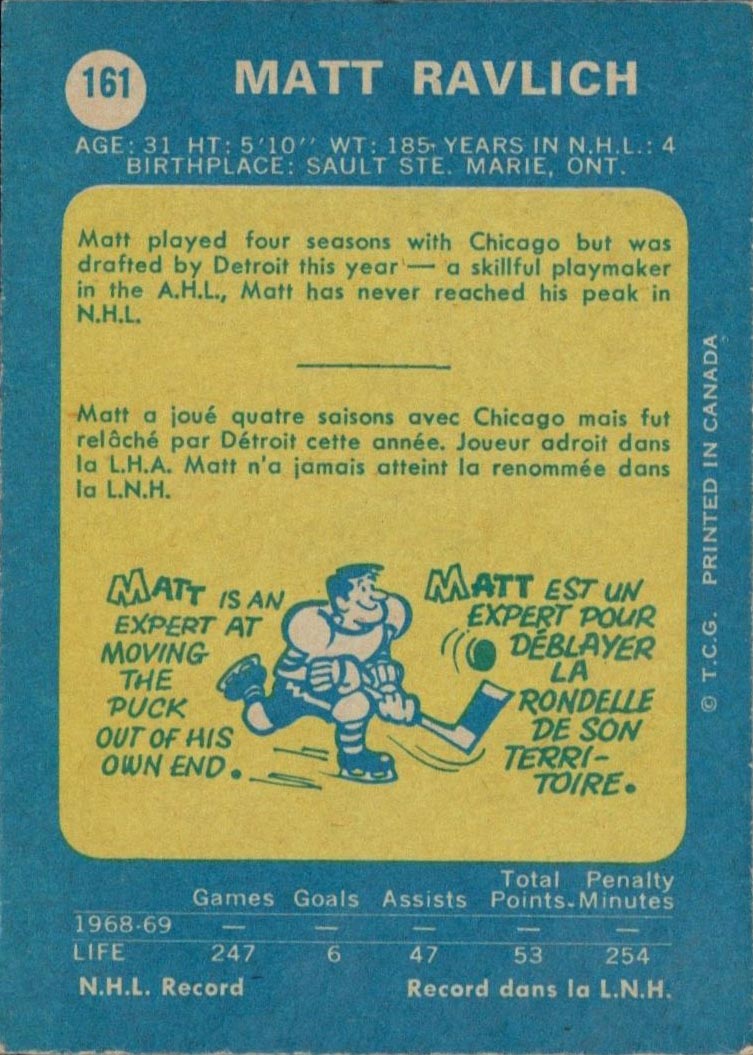 161
MATT RAVLICH
AGE: 31 HT: 5'10'' WT: 185- YEARS IN N.H.L.: 4
BIRTHPLACE: SAULT STE. MARIE, ONT.
Matt played four seasons with Chicago but was
drafted by Detroit this year — a skillful playmaker
in the A.H.L., Matt has never reached his peak in
N.H.L.
Matt a joué quatre saisons avec Chicago mais fut
relâché par Détroit cette année. Joueur adroit dans
la L.H.A. Matt n'a jamais atteint la renommée dans
la L.N.H.
MATT IS AN
EXPERT AT
MOVING
THE
PUCK
OUT OF HIS
OWN END.
MATT EST UN
EXPERT POUR
DÉBLAYER
LA
RONDELLE
DE SON
TERRI-
TOIRE.
© T.C.G. PRINTED IN CANADA
Total Penalty
Games Goals Assists Points-Minutes
1968-69 — — — — —
LIFE 247 6 47 53 254
N.H.L. Record Record dans la L.N.H.